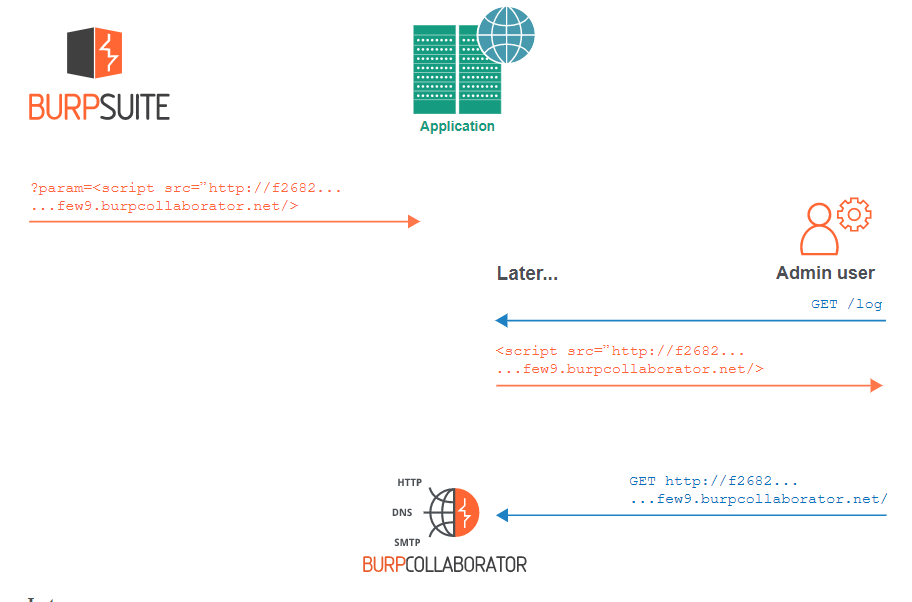 BURPSUITE
Application
?param=<script src=”http://f2682...
...few9.burpcollaborator.net/>
Later...
Admin user
GET /log
<script src=”http://f2682...
...few9.burpcollaborator.net/>
HTTP
DNS
SMTP
GET http://f2682...
...few9.burpcollaborator.net/
BURPCOLLABORATOR